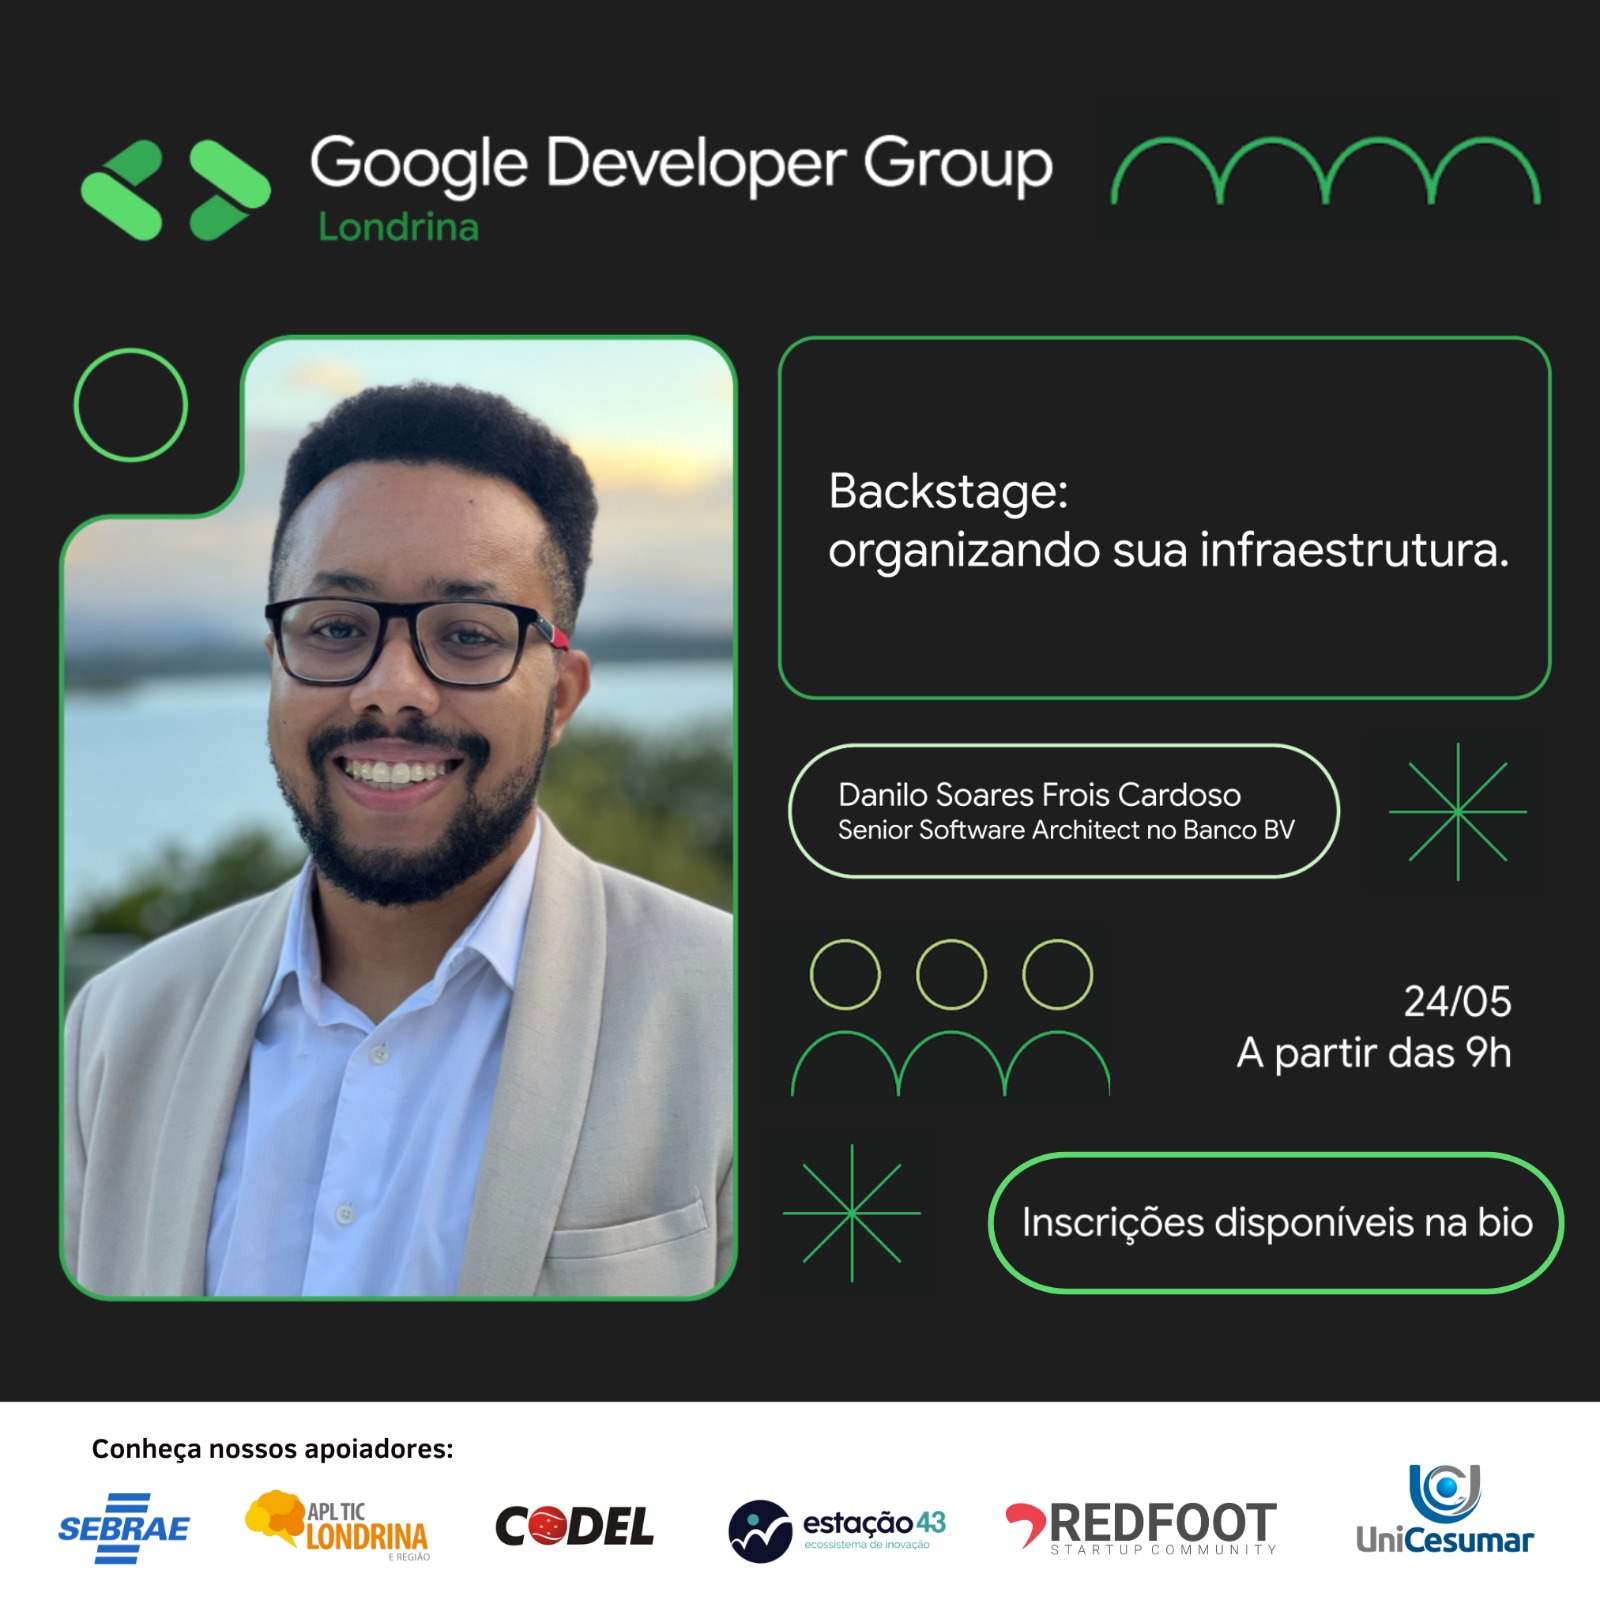 Google Developer Group
Londrina
Backstage:
organizando sua infraestrutura.
Danilo Soares Frois Cardoso
Senior Software Architect no Banco BV
24/05
A partir das 9h
Inscrições disponíveis na bio
Conheça nossos apoiadores:
SEBRAE
APL TIC
LONDRINA
E REGIÃO
CODEL
estação 43
ecossistema de inovação
REDFOOT
STARTUP COMMUNITY
UniCesumar